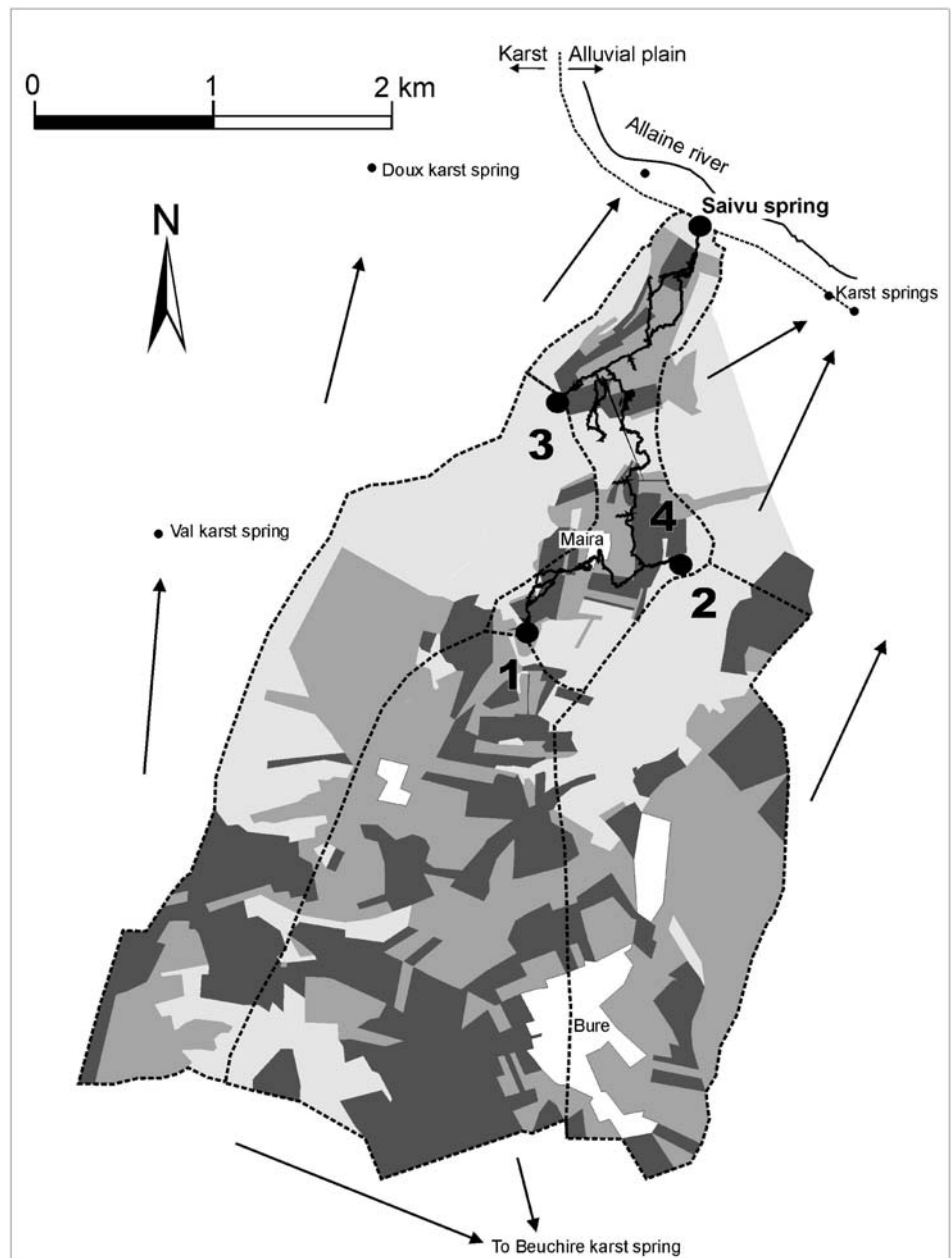 Karst Alluvial plain
0 1 2 km
Allaine river
Doux karst spring
N
Saivu spring
Karst springs
3
4
Val karst spring
Maira
2
1
Bure
To Beuchire karst spring